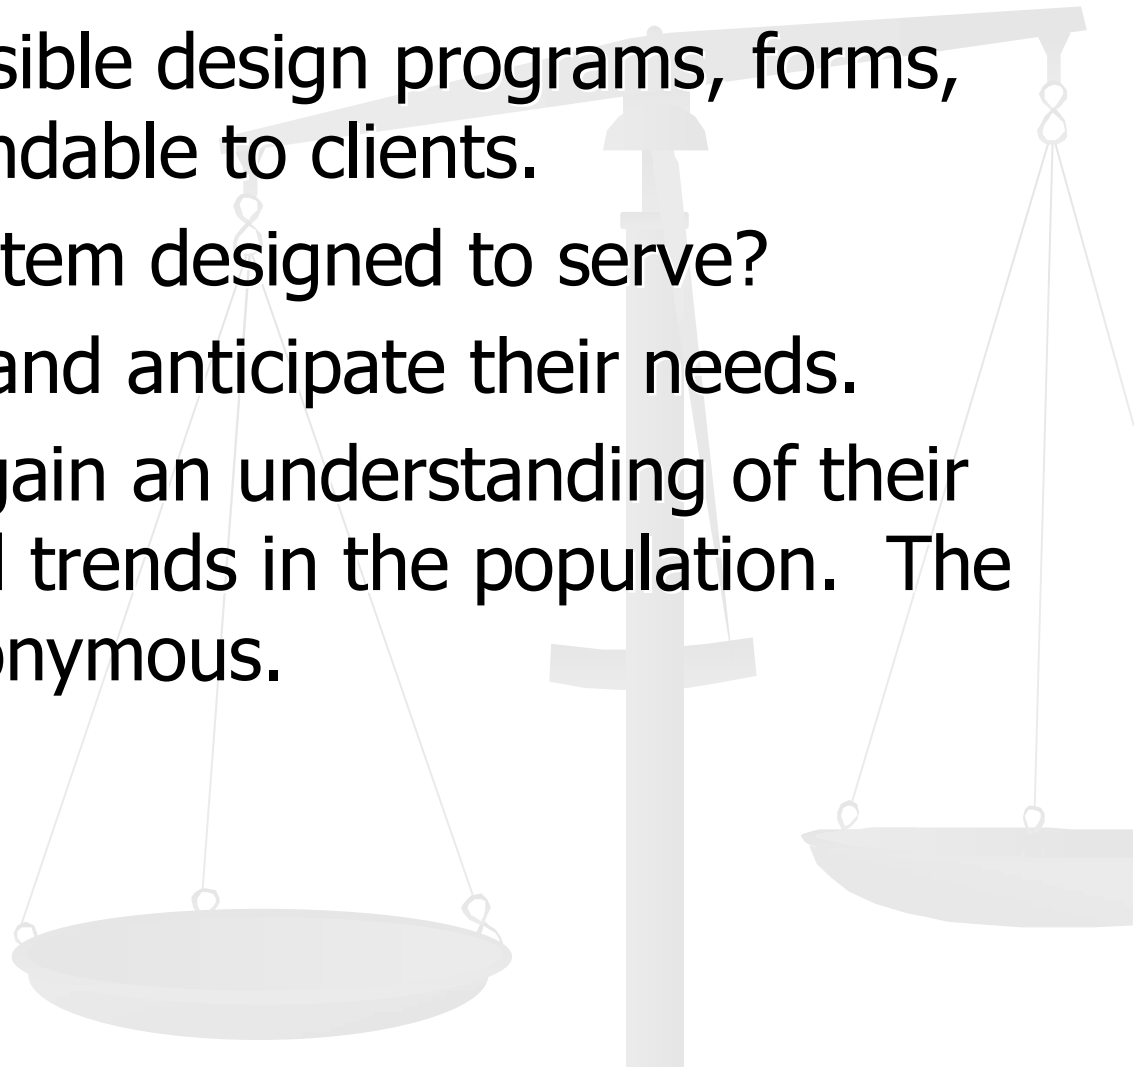 sible design programs, forms,
ndable to clients.
tem designed to serve?
and anticipate their needs.
gain an understanding of their
trends in the population.  The
onymous.